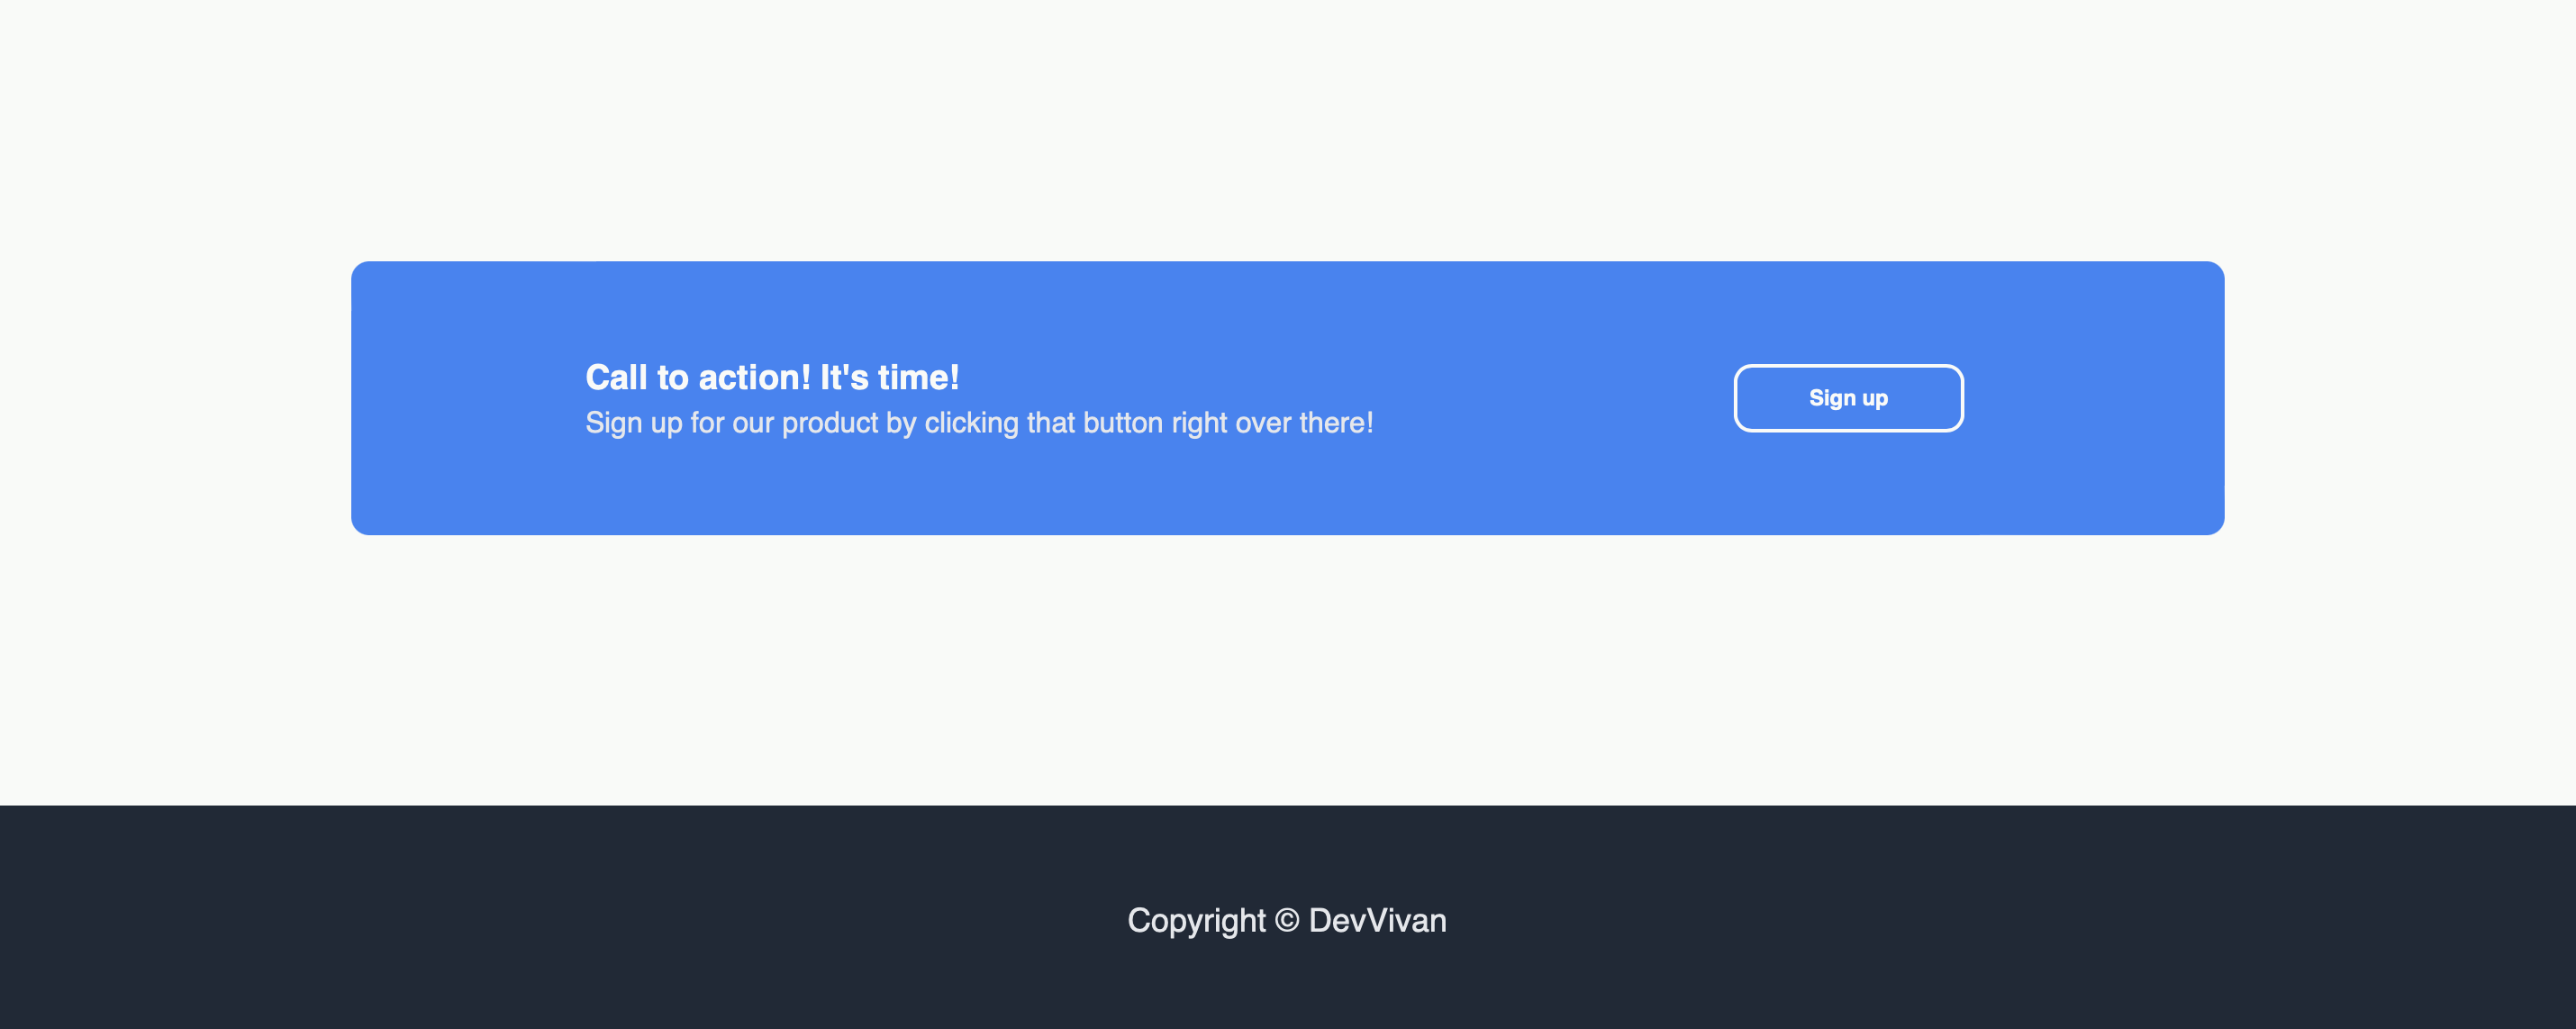 Call to action! It's time!
Sign up for our product by clicking that button right over there!
Sign up
Copyright © DevVivan